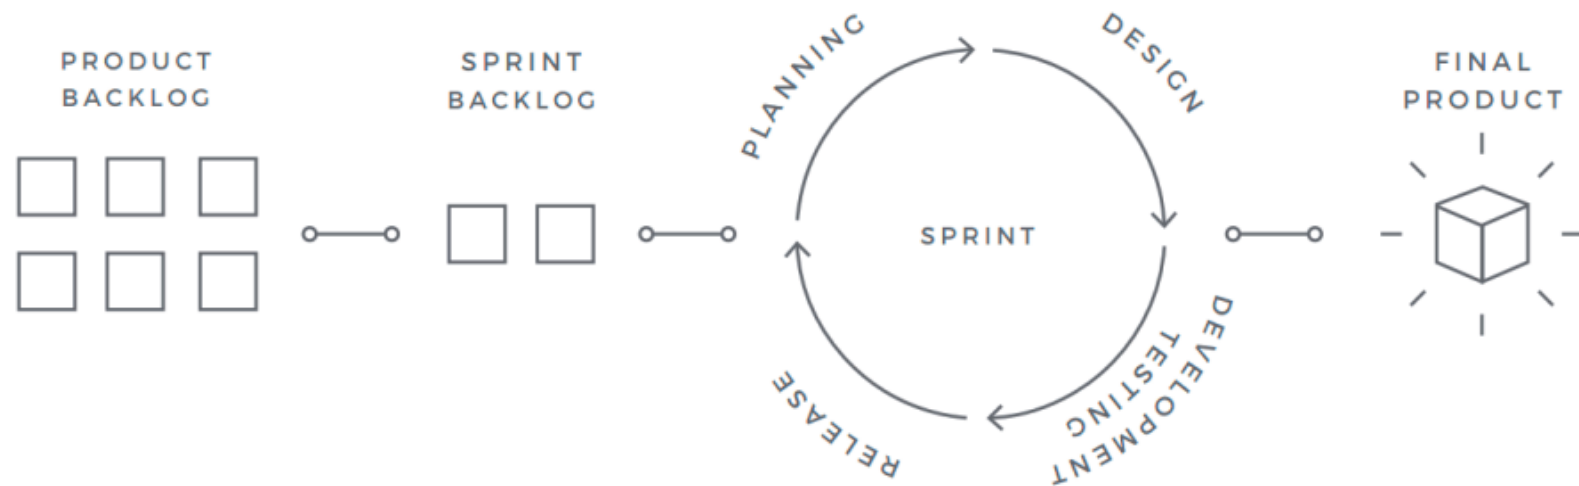 PRODUCT
BACKLOG
SPRINT
BACKLOG
PLANNING
DESIGN
SPRINT
DEVELOPMENT
TESTING
RELEASE
FINAL
PRODUCT